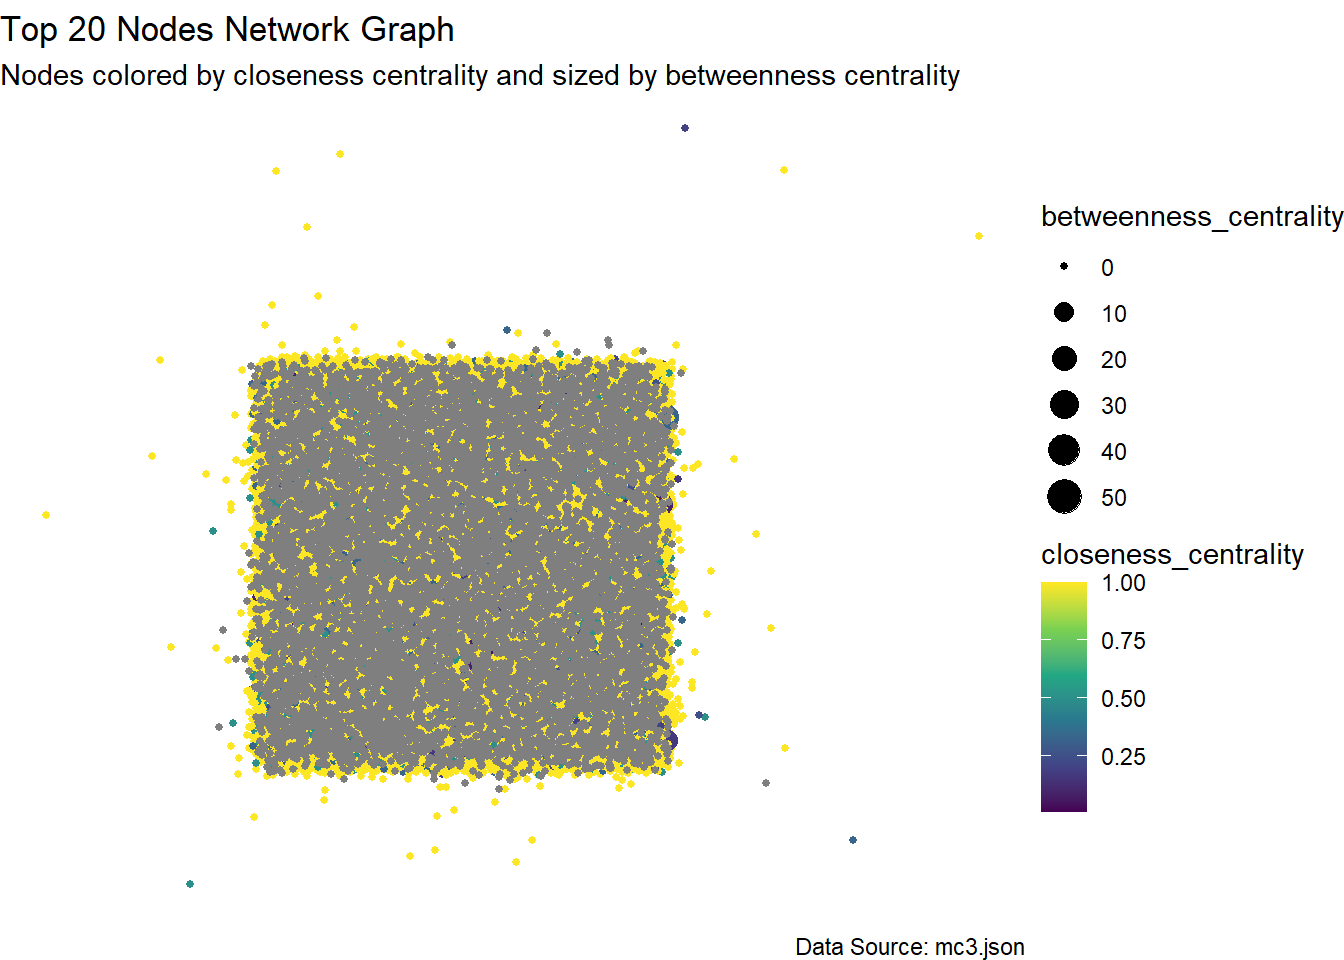 Top 20 Nodes Network Graph
Nodes colored by closeness centrality and sized by betweenness centrality
betweenness_centrality
0
10
20
30
40
50
closeness_centrality
1.00
0.75
0.50
0.25
Data Source: mc3.json